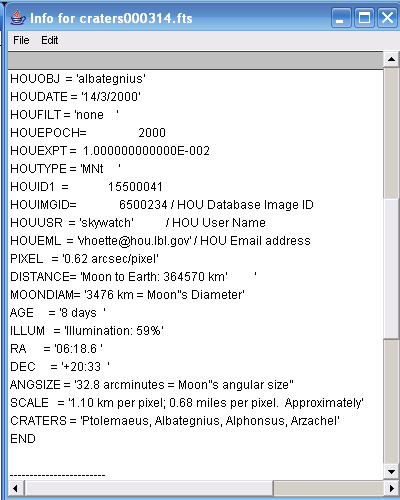 Info for craters000314.fts
File Edit
HOUOBJ = 'albategnius'
HOUDATE = '14/3/2000'
HOUFILT = 'none '
HOUEPOCH= 2000
HOUEXPT = 1.000000000000E-002
HOUTYPE = 'MNt '
HOUID1 = 15500041
HOUIMGID= 6500234 / HOU Database Image ID
HOUUSR = 'skywatch' / HOU User Name
HOUEML = 'vhoette@hou.lbl.gov' / HOU Email address
PIXEL = '0.62 arcsec/pixel'
DISTANCE= 'Moon to Earth: 364570 km' '
MOONDIAM= '3476 km = Moon''s Diameter'
AGE = '8 days '
ILLUM = 'Illumination: 59%'
RA = '06:18.6 '
DEC = '+20:33 '
ANGSIZE = '32.8 arcminutes = Moon''s angular size''
SCALE = '1.10 km per pixel; 0.68 miles per pixel. Approximately'
CRATERS = 'Ptolemaeus, Albategnius, Alphonsus, Arzachel'
END
------------------------